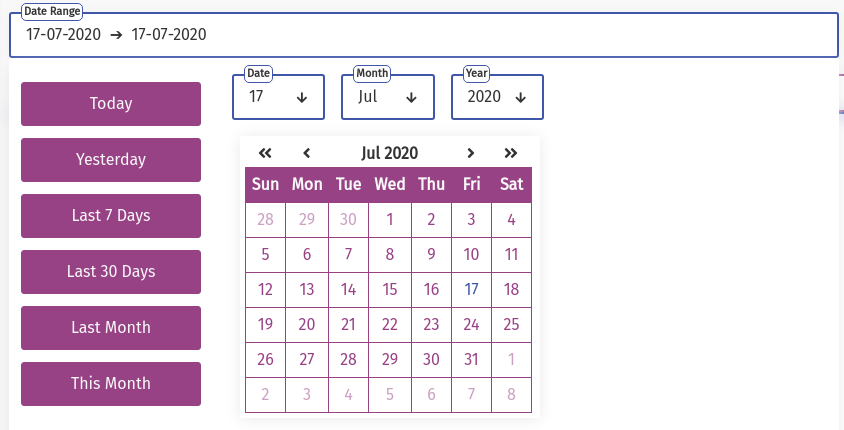 Date Range
17-07-2020 → 17-07-2020
Today
Yesterday
Last 7 Days
Last 30 Days
Last Month
This Month
Date
17
Month
Jul
Year
2020
Jul 2020
Sun Mon Tue Wed Thu Fri Sat
28 29 30 1 2 3 4
5 6 7 8 9 10 11
12 13 14 15 16 17 18
19 20 21 22 23 24 25
26 27 28 29 30 31 1
2 3 4 5 6 7 8